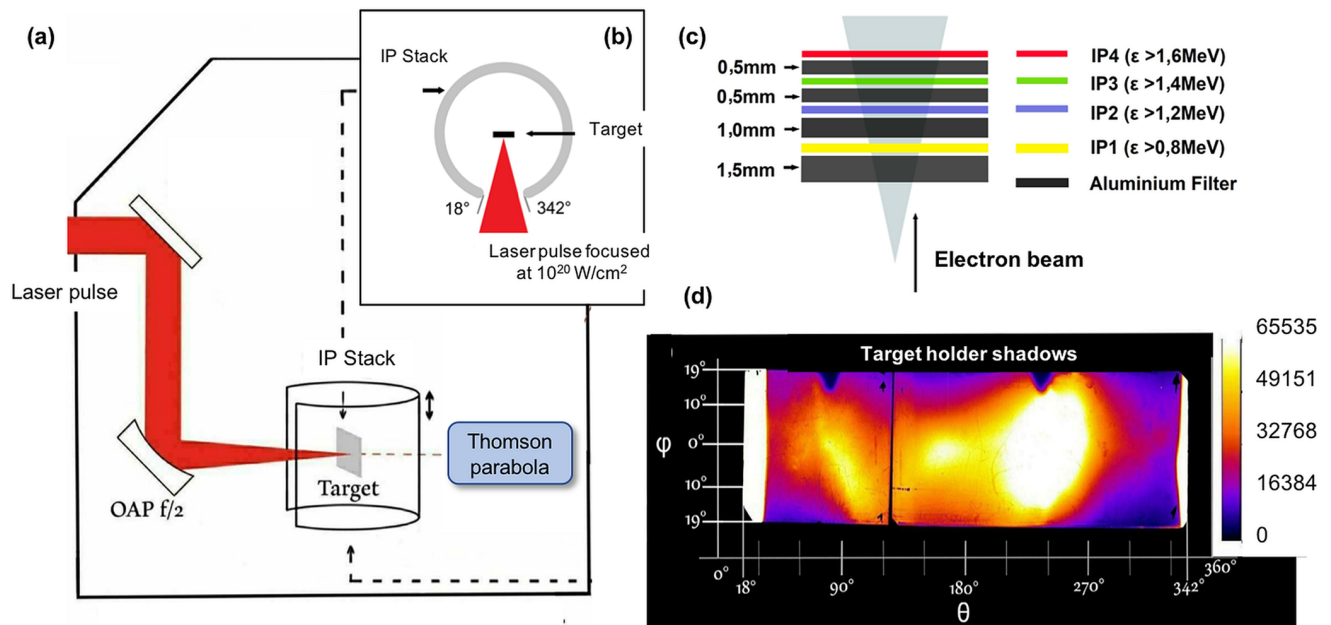 (a)
Laser pulse
OAP f/2
IP Stack
Target
Thomson
parabola
(b)
IP Stack
Target
18°
342°
Laser pulse focused
at 10²⁰ W/cm²
(c)
0,5mm
0,5mm
1,0mm
1,5mm
IP4 (ε >1,6MeV)
IP3 (ε >1,4MeV)
IP2 (ε >1,2MeV)
IP1 (ε >0,8MeV)
Aluminium Filter
Electron beam
(d)
Target holder shadows
φ
19°
10°
0°
10°
19°
0°
18°
90°
180°
270°
342°
360°
θ
65535
49151
32768
16384
0